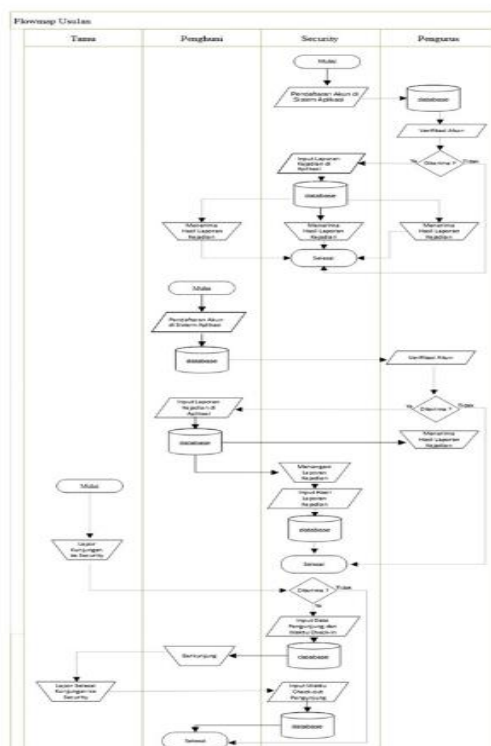 Flowmap Usulan
Tamu
Penghuni
Security
Pengurus
Mulai
Pendaftaran Akun di
Sistem Aplikasi
database
Verifikasi Akun
Diterima ?
Ya
Tidak
Input Laporan
Kejadian di
Aplikasi
database
Menerima
Hasil Laporan
Kejadian
Menerima
Hasil Laporan
Kejadian
Menerima
Hasil Laporan
Kejadian
Selesai
Mulai
Pendaftaran Akun
di Sistem Aplikasi
database
Verifikasi Akun
Diterima ?
Ya
Tidak
Input Laporan
Kejadian di
Aplikasi
database
Menerima
Hasil Laporan
Kejadian
Menangani
Laporan
Kejadian
Input Hasil
Laporan
Kejadian
database
Selesai
Mulai
Lapor
Kunjungan
ke Security
Diterima ?
Tidak
Ya
Input Data
Pengunjung dan
Waktu Check-in
database
Berkunjung
Lapor Selesai
Kunjungan ke
Security
Input Waktu
Check-out
Pengunjung
database
Selesai